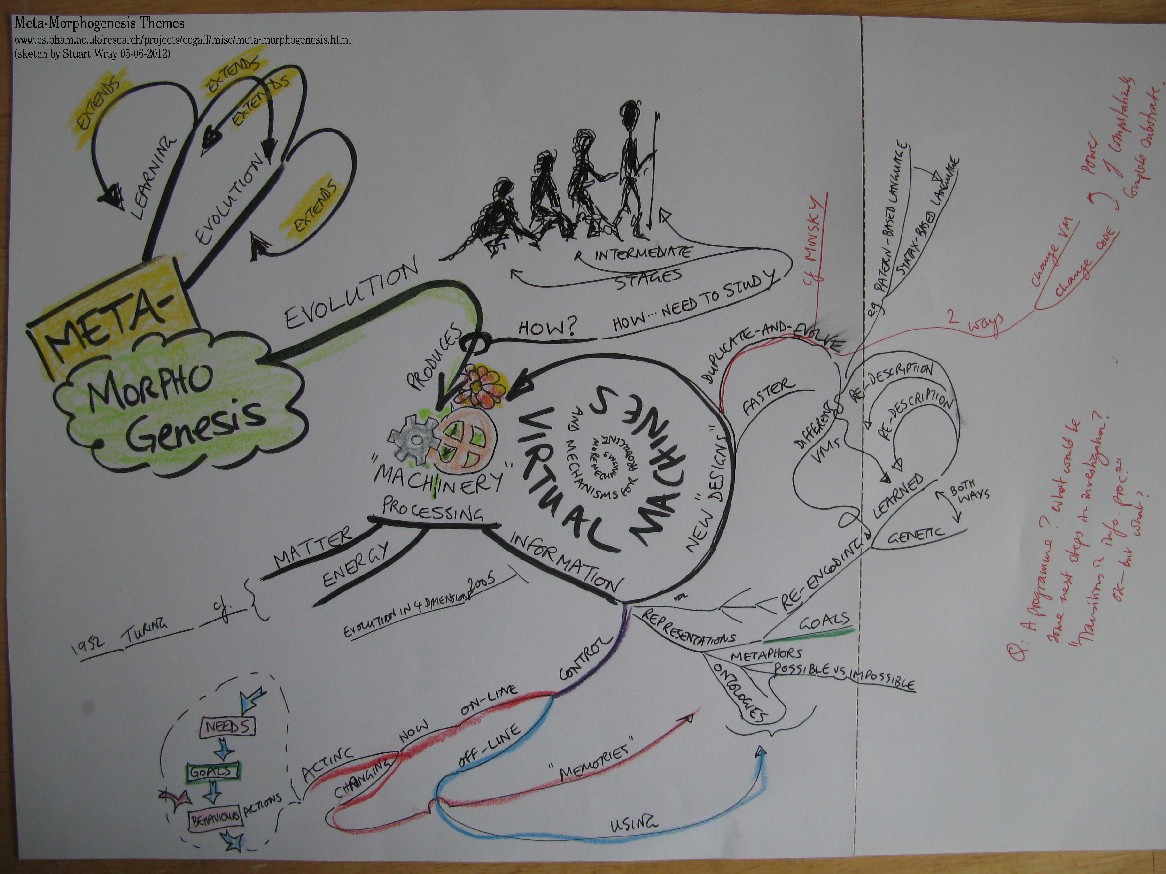 Meta-Morphogenesis Themes
www.cs.bham.ac.uk/research/projects/cogaff/misc/meta-morphogenesis.html
(sketch by Stuart Wray 05-06-2012)
EXTENDS
EXTENDS
EXTENDS
EXTENDS
LEARNING
EVOLUTION
META-
MORPHO
Genesis
EVOLUTION
PRODUCES
HOW?
HOW... NEED TO STUDY
INTERMEDIATE
STAGES
"MACHINERY"
PROCESSING
MATTER
ENERGY
INFORMATION
1952 TURING cf. {
EVOLUTION IN 4 DIMENSIONS 2005
VIRTUAL
MACHINES
AND MECHANISMS FOR
PRODUCING
MORE MECHANISMS
NEW "DESIGNS"
DUPLICATE-AND-EVOLVE
FASTER
cf MINSKY
eg PATTERN-BASED LANGUAGE
SYNTAX-BASED LANGUAGE
2 ways
change VM
change CODE
Power
of computationally
complete substrate.
DIFFERENT
VMS
RE-DESCRIPTION
RE-DESCRIPTION
LEARNED
GENETIC
BOTH
WAYS
RE-ENCODING
REPRESENTATIONS
GOALS
METAPHORS
POSSIBLE VS IMPOSSIBLE
ONTOLOGIES
CONTROL
ON-LINE
NOW
ACTING
CHANGING
OFF-LINE
"MEMORIES"
USING
NEEDS
GOALS
BEHAVIOUR
ACTIONS
Q: A programme? What would be
some next steps in investigation?
"Transitions in info proc?"
ok - but what?